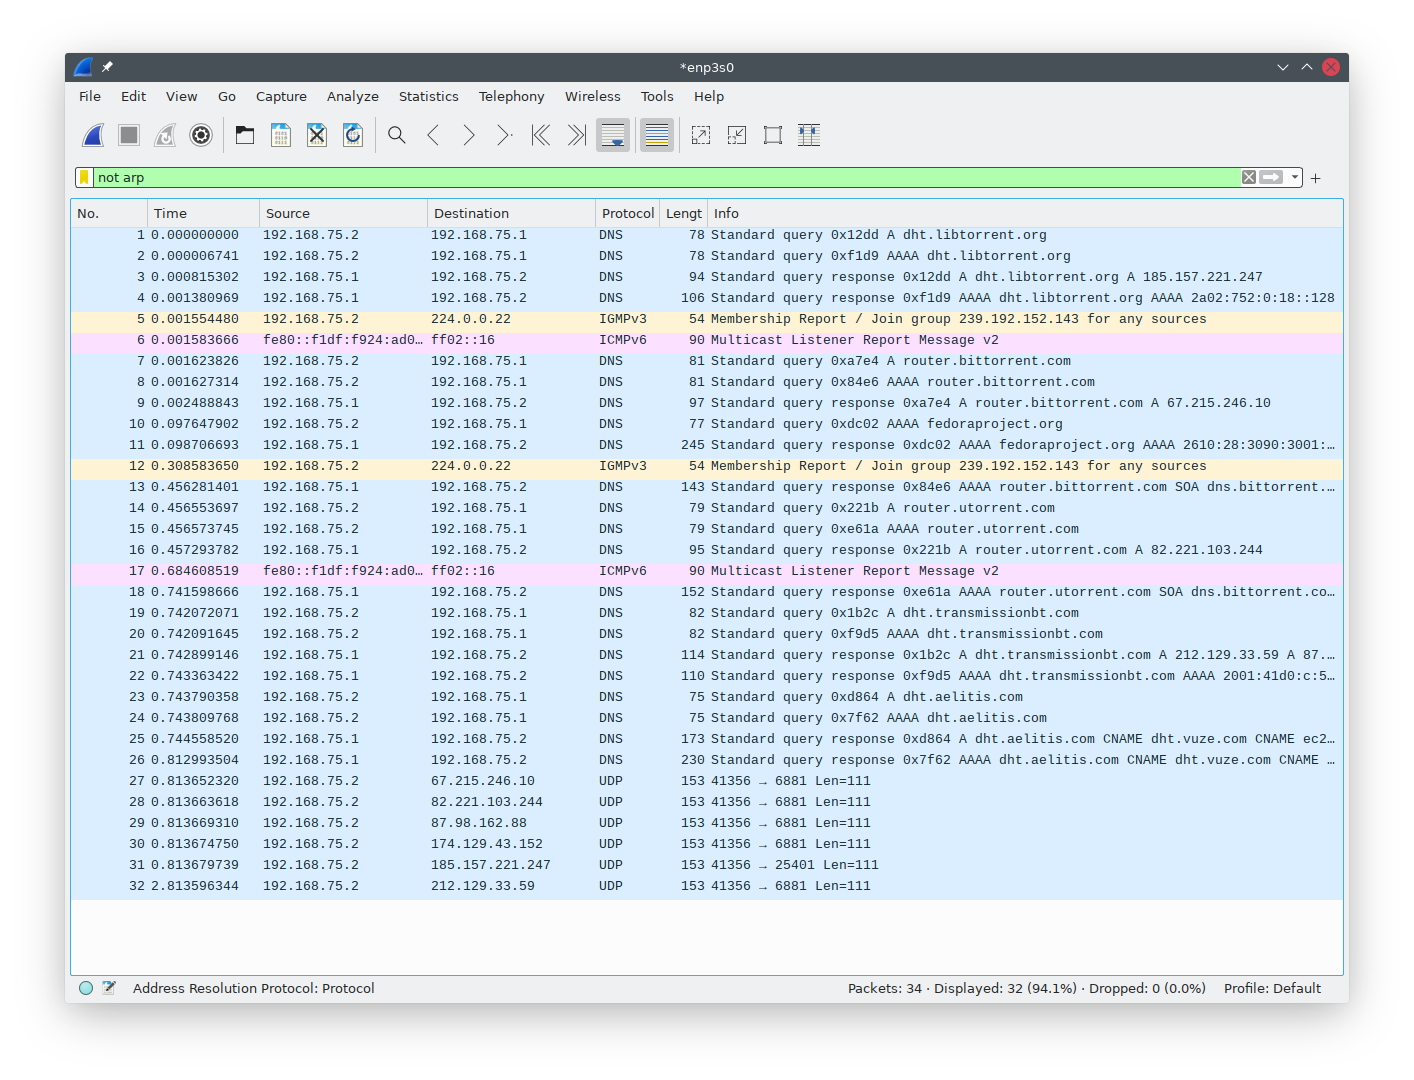 *enp3s0
File Edit View Go Capture Analyze Statistics Telephony Wireless Tools Help
not arp
No. Time Source Destination Protocol Lengt Info
1 0.000000000 192.168.75.2 192.168.75.1 DNS 78 Standard query 0x12dd A dht.libtorrent.org
2 0.000006741 192.168.75.2 192.168.75.1 DNS 78 Standard query 0xf1d9 AAAA dht.libtorrent.org
3 0.000815302 192.168.75.1 192.168.75.2 DNS 94 Standard query response 0x12dd A dht.libtorrent.org A 185.157.221.247
4 0.001380969 192.168.75.1 192.168.75.2 DNS 106 Standard query response 0xf1d9 AAAA dht.libtorrent.org AAAA 2a02:752:0:18::128
5 0.001554480 192.168.75.2 224.0.0.22 IGMPv3 54 Membership Report / Join group 239.192.152.143 for any sources
6 0.001583666 fe80::f1df:f924:ad0… ff02::16 ICMPv6 90 Multicast Listener Report Message v2
7 0.001623826 192.168.75.2 192.168.75.1 DNS 81 Standard query 0xa7e4 A router.bittorrent.com
8 0.001627314 192.168.75.2 192.168.75.1 DNS 81 Standard query 0x84e6 AAAA router.bittorrent.com
9 0.002488843 192.168.75.1 192.168.75.2 DNS 97 Standard query response 0xa7e4 A router.bittorrent.com A 67.215.246.10
10 0.097647902 192.168.75.2 192.168.75.1 DNS 77 Standard query 0xdc02 AAAA fedoraproject.org
11 0.098706693 192.168.75.1 192.168.75.2 DNS 245 Standard query response 0xdc02 AAAA fedoraproject.org AAAA 2610:28:3090:3001:…
12 0.308583650 192.168.75.2 224.0.0.22 IGMPv3 54 Membership Report / Join group 239.192.152.143 for any sources
13 0.456281401 192.168.75.1 192.168.75.2 DNS 143 Standard query response 0x84e6 AAAA router.bittorrent.com SOA dns.bittorrent.…
14 0.456553697 192.168.75.2 192.168.75.1 DNS 79 Standard query 0x221b A router.utorrent.com
15 0.456573745 192.168.75.2 192.168.75.1 DNS 79 Standard query 0xe61a AAAA router.utorrent.com
16 0.457293782 192.168.75.1 192.168.75.2 DNS 95 Standard query response 0x221b A router.utorrent.com A 82.221.103.244
17 0.684608519 fe80::f1df:f924:ad0… ff02::16 ICMPv6 90 Multicast Listener Report Message v2
18 0.741598666 192.168.75.1 192.168.75.2 DNS 152 Standard query response 0xe61a AAAA router.utorrent.com SOA dns.bittorrent.co…
19 0.742072071 192.168.75.2 192.168.75.1 DNS 82 Standard query 0x1b2c A dht.transmissionbt.com
20 0.742091645 192.168.75.2 192.168.75.1 DNS 82 Standard query 0xf9d5 AAAA dht.transmissionbt.com
21 0.742899146 192.168.75.1 192.168.75.2 DNS 114 Standard query response 0x1b2c A dht.transmissionbt.com A 212.129.33.59 A 87.…
22 0.743363422 192.168.75.1 192.168.75.2 DNS 110 Standard query response 0xf9d5 AAAA dht.transmissionbt.com AAAA 2001:41d0:c:5…
23 0.743790358 192.168.75.2 192.168.75.1 DNS 75 Standard query 0xd864 A dht.aelitis.com
24 0.743809768 192.168.75.2 192.168.75.1 DNS 75 Standard query 0x7f62 AAAA dht.aelitis.com
25 0.744558520 192.168.75.1 192.168.75.2 DNS 173 Standard query response 0xd864 A dht.aelitis.com CNAME dht.vuze.com CNAME ec2…
26 0.812993504 192.168.75.1 192.168.75.2 DNS 230 Standard query response 0x7f62 AAAA dht.aelitis.com CNAME dht.vuze.com CNAME …
27 0.813652320 192.168.75.2 67.215.246.10 UDP 153 41356 → 6881 Len=111
28 0.813663618 192.168.75.2 82.221.103.244 UDP 153 41356 → 6881 Len=111
29 0.813669310 192.168.75.2 87.98.162.88 UDP 153 41356 → 6881 Len=111
30 0.813674750 192.168.75.2 174.129.43.152 UDP 153 41356 → 6881 Len=111
31 0.813679739 192.168.75.2 185.157.221.247 UDP 153 41356 → 25401 Len=111
32 2.813596344 192.168.75.2 212.129.33.59 UDP 153 41356 → 6881 Len=111
Address Resolution Protocol: Protocol Packets: 34 · Displayed: 32 (94.1%) · Dropped: 0 (0.0%) Profile: Default